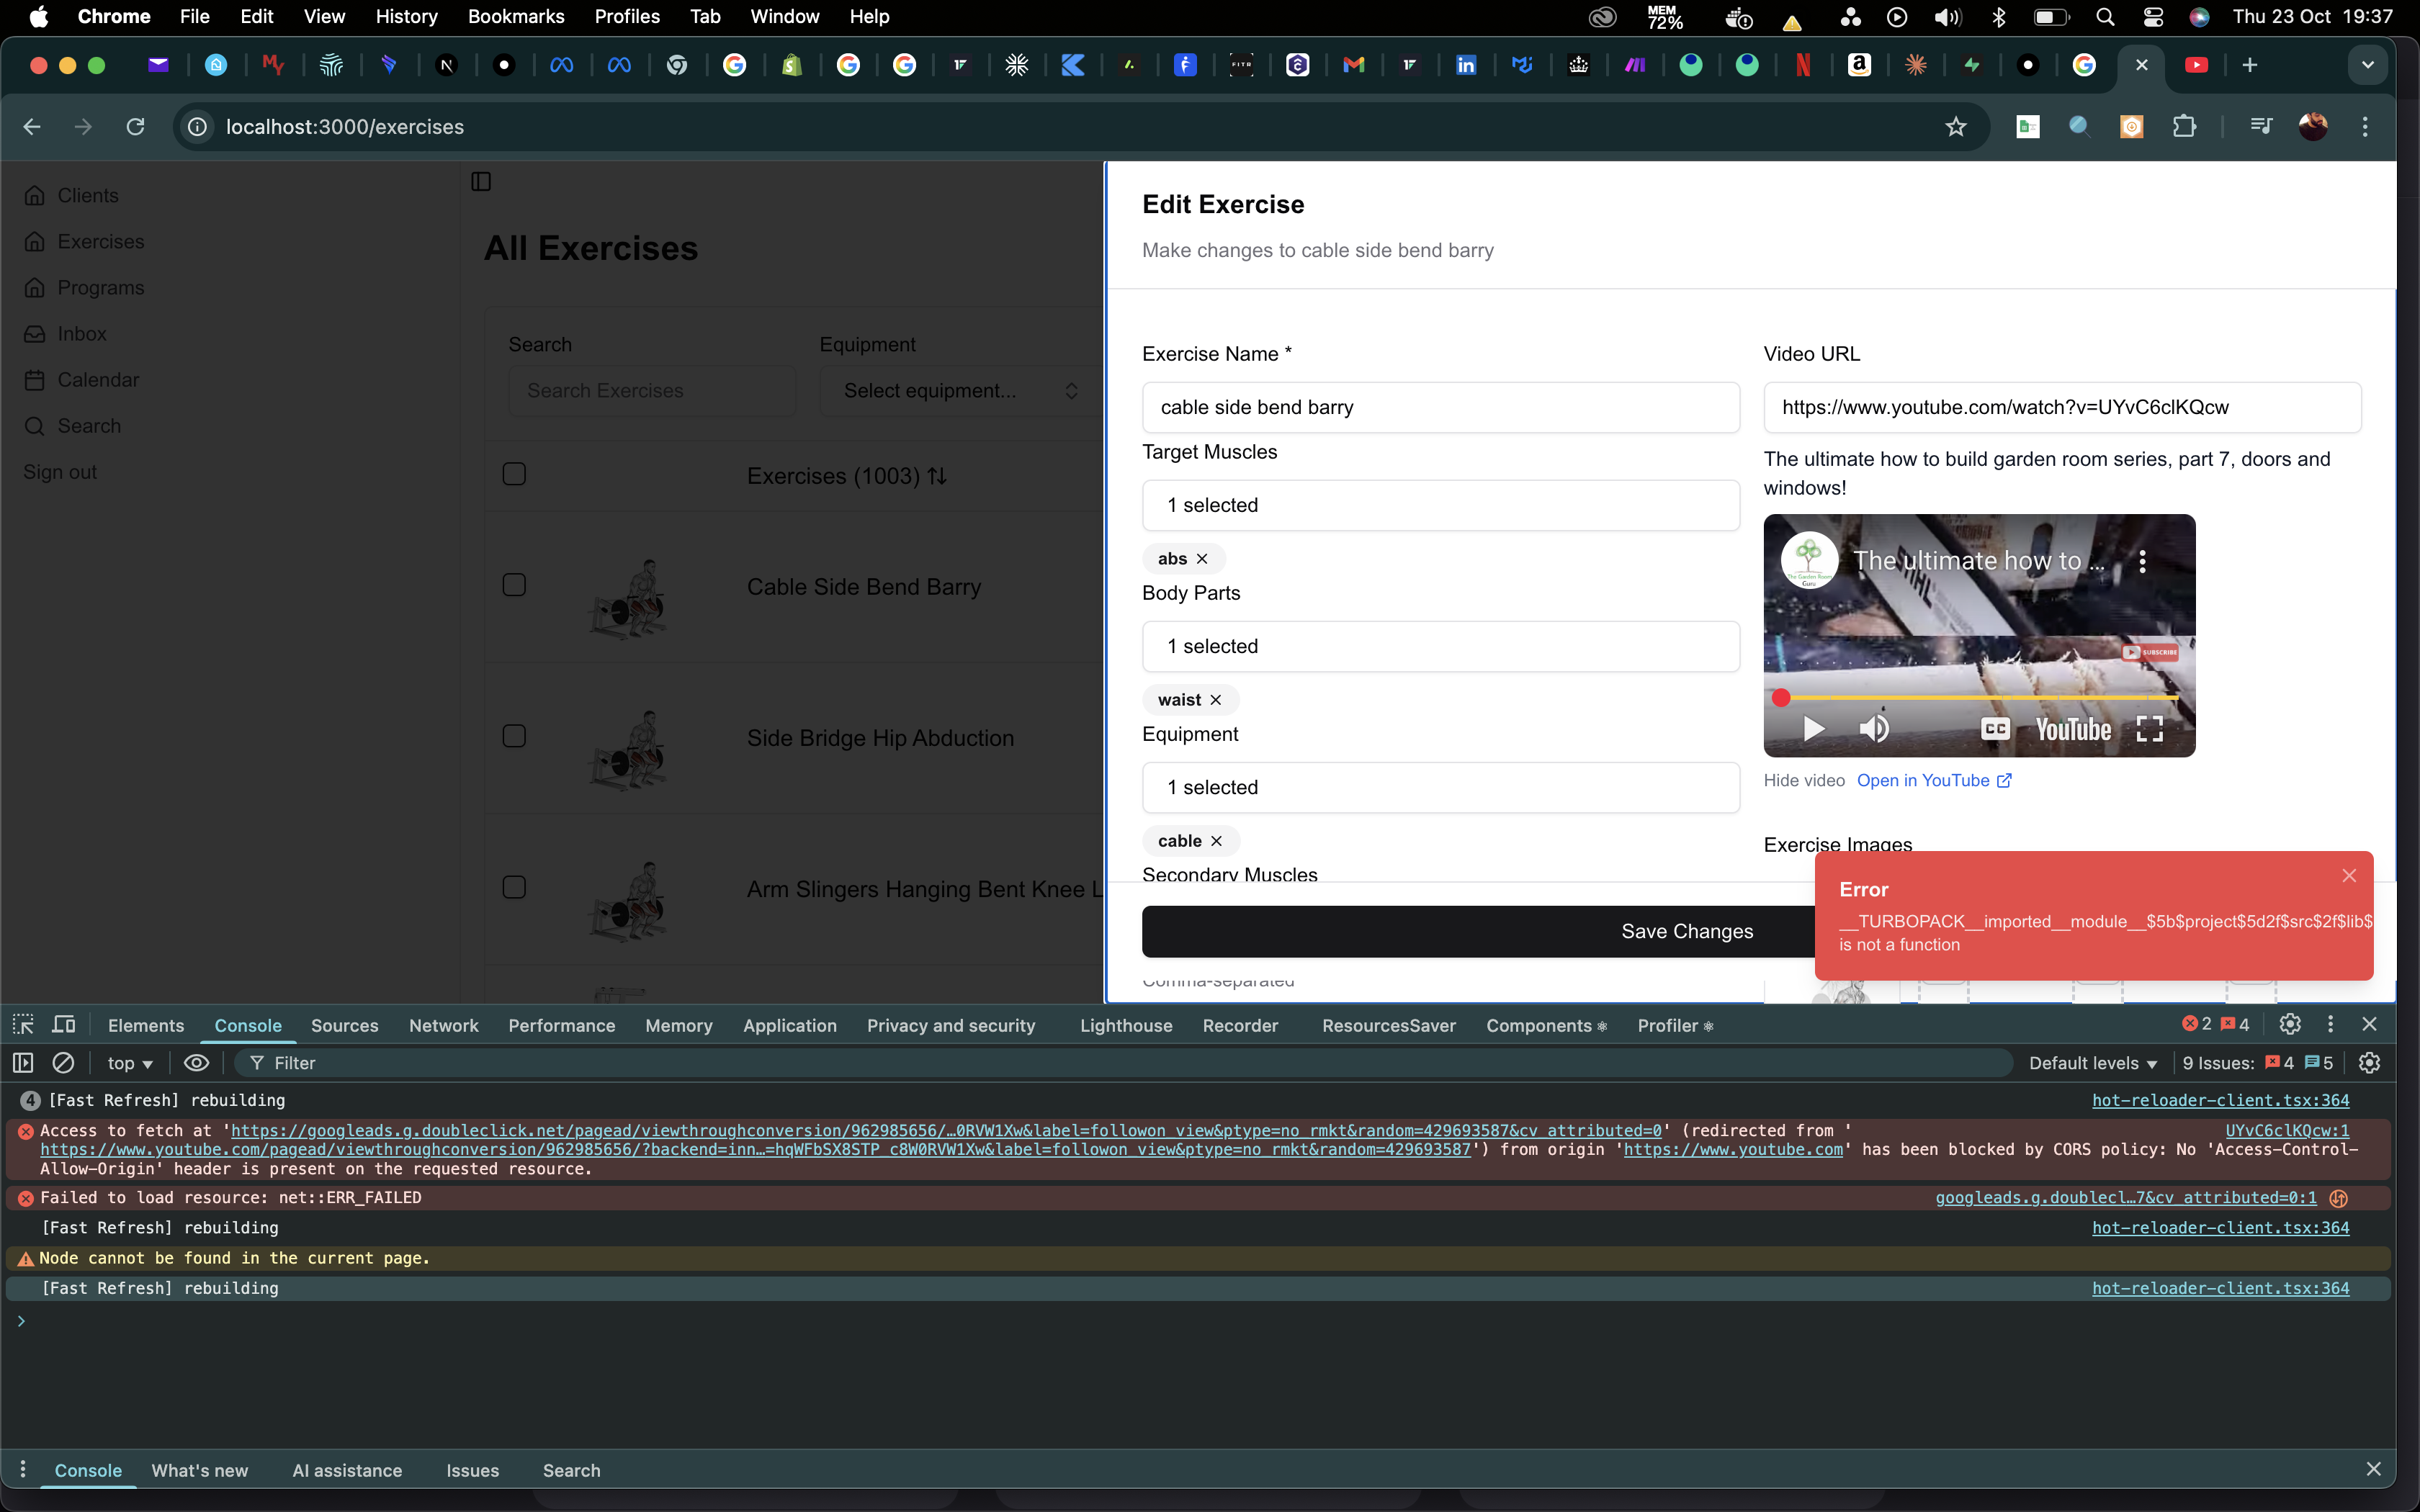 Chrome File Edit View History Bookmarks Profiles Tab Window Help MEM 72% Thu 23 Oct 19:37
localhost:3000/exercises
Clients
Exercises
Programs
Inbox
Calendar
Search
Sign out
All Exercises
Search Equipment
Search Exercises Select equipment...
Exercises (1003)
Cable Side Bend Barry
Side Bridge Hip Abduction
Arm Slingers Hanging Bent Knee L
Edit Exercise
Make changes to cable side bend barry
Exercise Name *
cable side bend barry
Target Muscles
1 selected
abs
Body Parts
1 selected
waist
Equipment
1 selected
cable
Secondary Muscles
Save Changes
Comma-separated
Video URL
https://www.youtube.com/watch?v=UYvC6clKQcw
The ultimate how to build garden room series, part 7, doors and
windows!
The ultimate how to ...
SUBSCRIBE
CC YouTube
Hide video Open in YouTube
Exercise Images
Error
__TURBOPACK__imported__module__$5b$project$5d2f$src$2f$lib$
is not a function
Elements Console Sources Network Performance Memory Application Privacy and security Lighthouse Recorder ResourcesSaver Components Profiler 2 4
top Filter Default levels 9 Issues: 4 5
4 [Fast Refresh] rebuilding hot-reloader-client.tsx:364
Access to fetch at 'https://googleads.g.doubleclick.net/pagead/viewthroughconversion/962985656/…0RVW1Xw&label=followon_view&ptype=no_rmkt&random=429693587&cv_attributed=0' (redirected from ' UYvC6clKQcw:1
https://www.youtube.com/pagead/viewthroughconversion/962985656/?backend=inn…=hqWFbSX8STP_c8W0RVW1Xw&label=followon_view&ptype=no_rmkt&random=429693587') from origin 'https://www.youtube.com' has been blocked by CORS policy: No 'Access-Control-
Allow-Origin' header is present on the requested resource.
Failed to load resource: net::ERR_FAILED googleads.g.doublecl…7&cv_attributed=0:1
[Fast Refresh] rebuilding hot-reloader-client.tsx:364
Node cannot be found in the current page.
[Fast Refresh] rebuilding hot-reloader-client.tsx:364
Console What's new AI assistance Issues Search